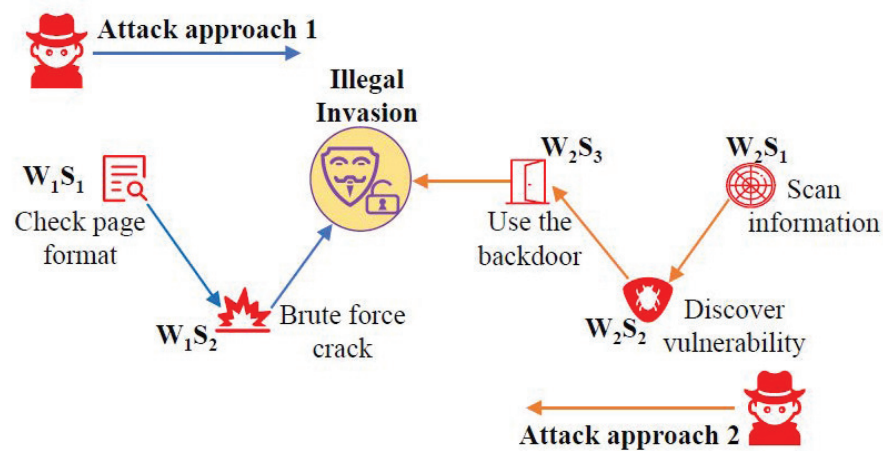 Attack approach 1
Illegal
Invasion
W₁S₁
Check page
format
W₁S₂
Brute force
crack
W₂S₃
Use the
backdoor
W₂S₁
Scan
information
W₂S₂
Discover
vulnerability
Attack approach 2